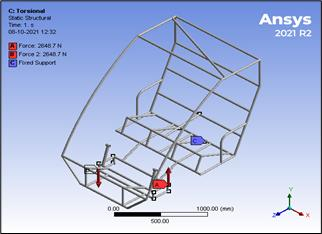 C: Torsional
Static Structural
Time: 1. s
08-10-2021 12:32
A Force: 2648.7 N
B Force 2: 2648.7 N
C Fixed Support
Ansys
2021 R2
C
A
0.00
1000.00 (mm)
500.00
Y
Z
X